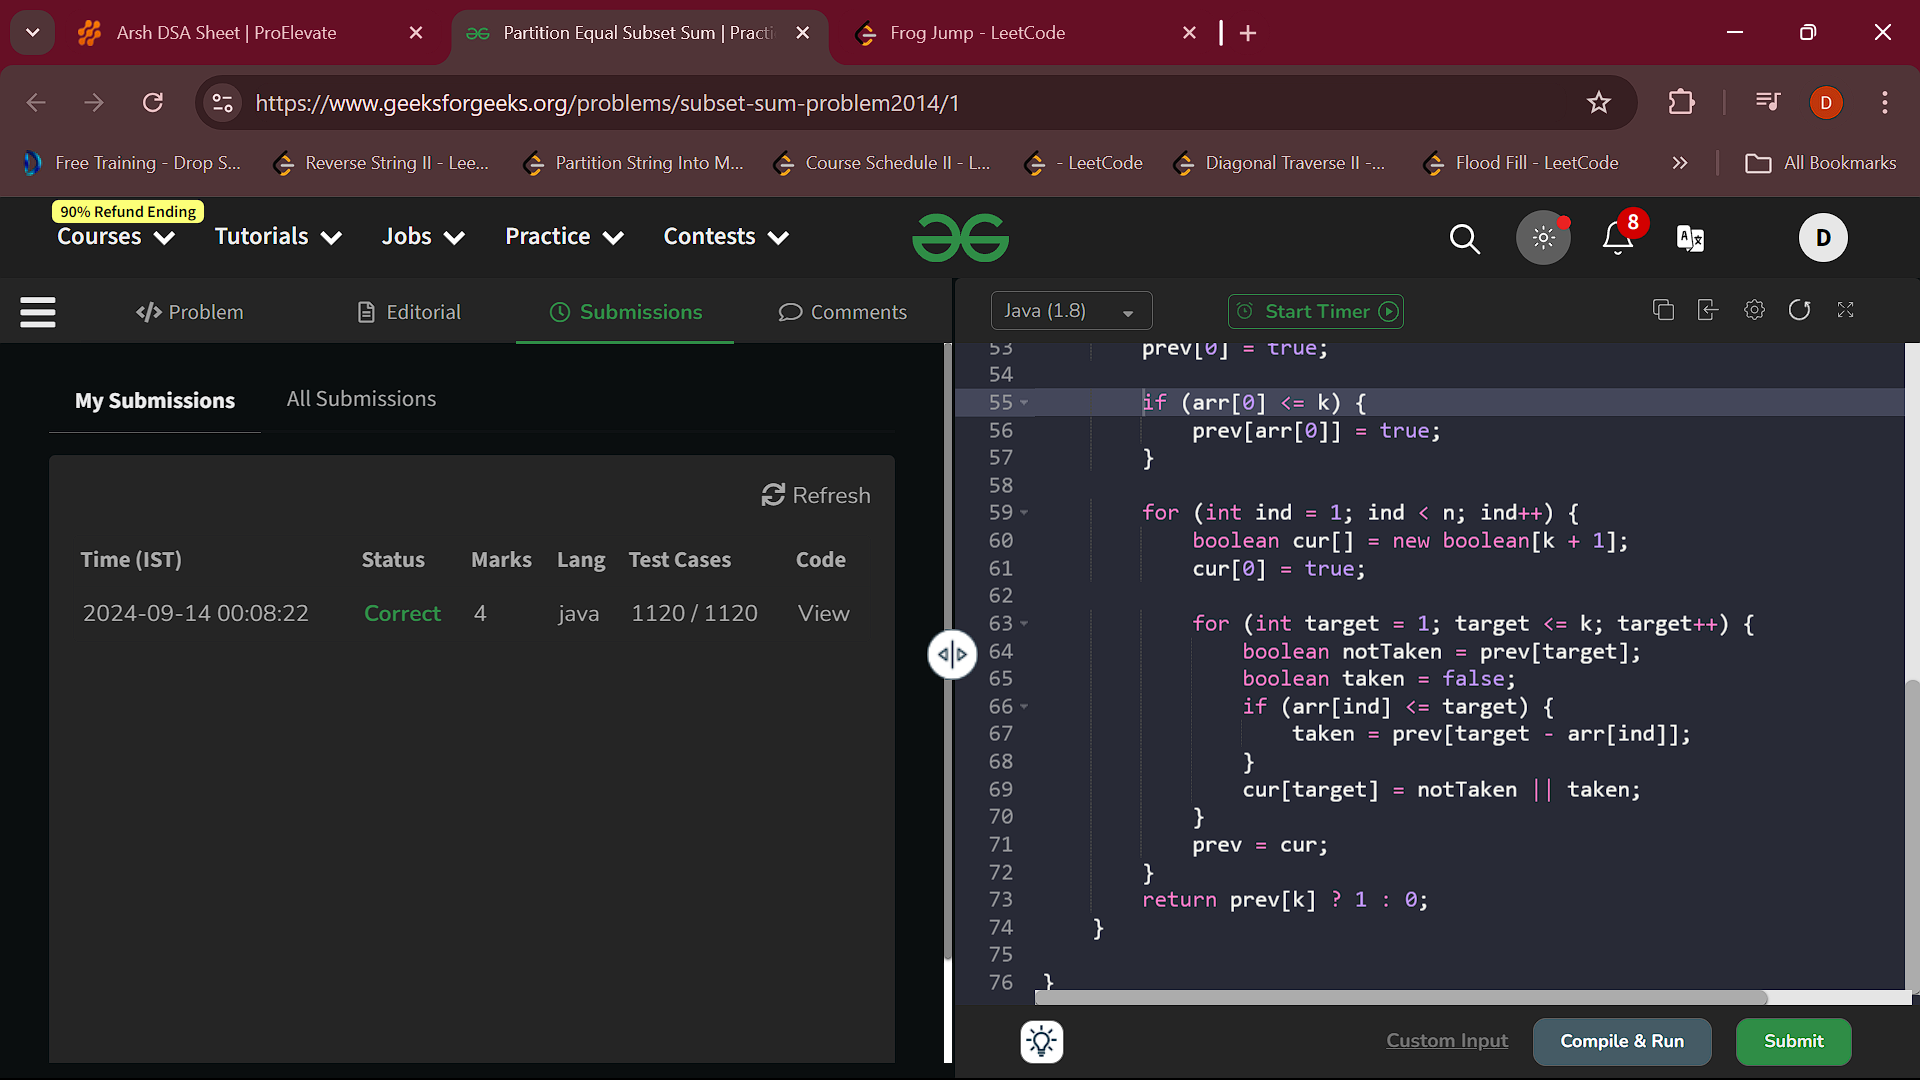 Arsh DSA Sheet | ProElevate
Partition Equal Subset Sum | Practi
Frog Jump - LeetCode
https://www.geeksforgeeks.org/problems/subset-sum-problem2014/1
D
Free Training - Drop S...
Reverse String II - Lee...
Partition String Into M...
Course Schedule II - L...
- LeetCode
Diagonal Traverse II -...
Flood Fill - LeetCode
»
All Bookmarks
90% Refund Ending
Courses
Tutorials
Jobs
Practice
Contests
8
D
</> Problem
Editorial
Submissions
Comments
Java (1.8)
Start Timer
My Submissions
All Submissions
Refresh
Time (IST) Status Marks Lang Test Cases Code
2024-09-14 00:08:22 Correct 4 java 1120 / 1120 View
53 prev[0] = true;
54
55 if (arr[0] <= k) {
56 prev[arr[0]] = true;
57 }
58
59 for (int ind = 1; ind < n; ind++) {
60 boolean cur[] = new boolean[k + 1];
61 cur[0] = true;
62
63 for (int target = 1; target <= k; target++) {
64 boolean notTaken = prev[target];
65 boolean taken = false;
66 if (arr[ind] <= target) {
67 taken = prev[target - arr[ind]];
68 }
69 cur[target] = notTaken || taken;
70 }
71 prev = cur;
72 }
73 return prev[k] ? 1 : 0;
74 }
75
76 }
Custom Input
Compile & Run
Submit